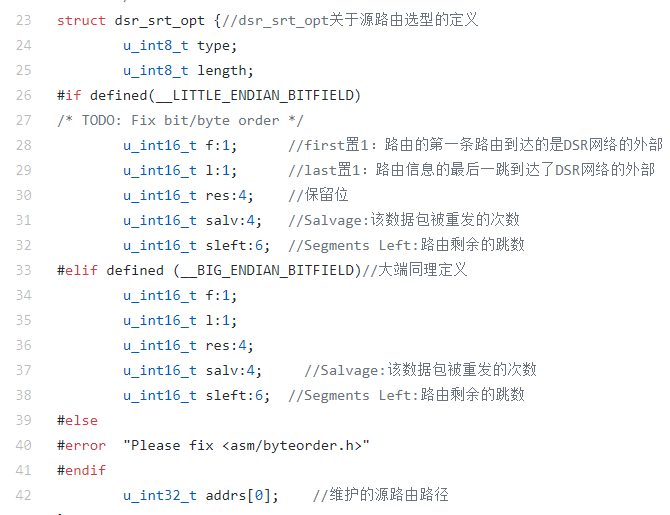 23 struct dsr_srt_opt {//dsr_srt_opt关于源路由选型的定义
24 u_int8_t type;
25 u_int8_t length;
26 #if defined(__LITTLE_ENDIAN_BITFIELD)
27 /* TODO: Fix bit/byte order */
28 u_int16_t f:1; //first置1：路由的第一条路由到达的是DSR网络的外部
29 u_int16_t l:1; //last置1：路由信息的最后一跳到达了DSR网络的外部
30 u_int16_t res:4; //保留位
31 u_int16_t salv:4; //Salvage:该数据包被重发的次数
32 u_int16_t sleft:6; //Segments Left:路由剩余的跳数
33 #elif defined (__BIG_ENDIAN_BITFIELD)//大端同理定义
34 u_int16_t f:1;
35 u_int16_t l:1;
36 u_int16_t res:4;
37 u_int16_t salv:4; //Salvage:该数据包被重发的次数
38 u_int16_t sleft:6; //Segments Left:路由剩余的跳数
39 #else
40 #error "Please fix <asm/byteorder.h>"
41 #endif
42 u_int32_t addrs[0]; //维护的源路由路径